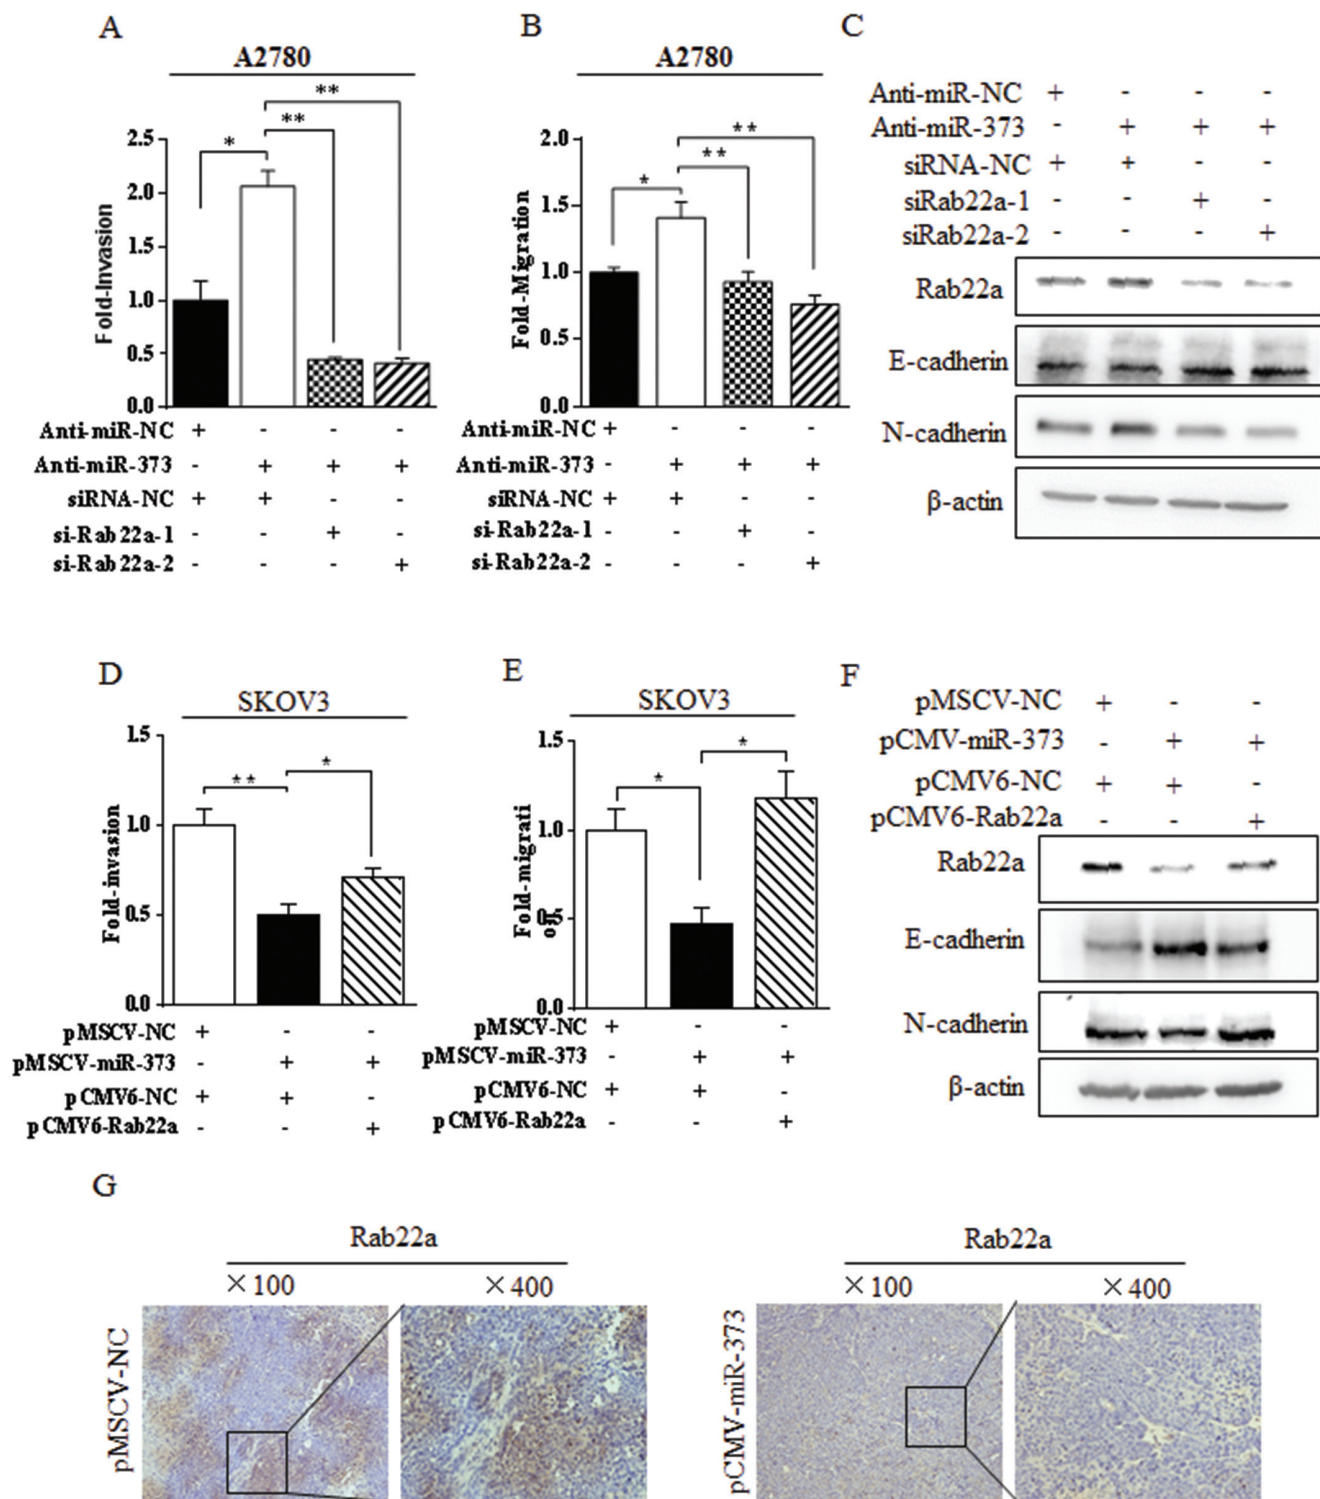 A
A2780
**
**
*
2.5
2.0
1.5
1.0
0.5
0.0
Fold-Invasion
Anti-miR-NC + - - -
Anti-miR-373 - + + +
siRNA-NC + + - -
si-Rab22a-1 - - + -
si-Rab22a-2 - - - +
B
A2780
**
**
*
2.0
1.5
1.0
0.5
0.0
Fold-Migration
Anti-miR-NC + - - -
Anti-miR-373 - + + +
siRNA-NC + + - -
si-Rab22a-1 - - + -
si-Rab22a-2 - - - +
C
Anti-miR-NC + - - -
Anti-miR-373 - + + +
siRNA-NC + + - -
siRab22a-1 - - + -
siRab22a-2 - - - +
Rab22a
E-cadherin
N-cadherin
β-actin
D
SKOV3
**
*
1.5
1.0
0.5
0.0
Fold-invasion
pMSCV-NC + - -
pMSCV-miR-373 - + +
pCMV6-NC + + -
pCMV6-Rab22a - - +
E
SKOV3
*
*
1.5
1.0
0.5
0.0
Fold-migrati
on
pMSCV-NC + - -
pMSCV-miR-373 - + +
pCMV6-NC + + -
pCMV6-Rab22a - - +
F
pMSCV-NC + - -
pCMV-miR-373 - + +
pCMV6-NC + + -
pCMV6-Rab22a - - +
Rab22a
E-cadherin
N-cadherin
β-actin
G
Rab22a
×100 ×400
pMSCV-NC
Rab22a
×100 ×400
pCMV-miR-373